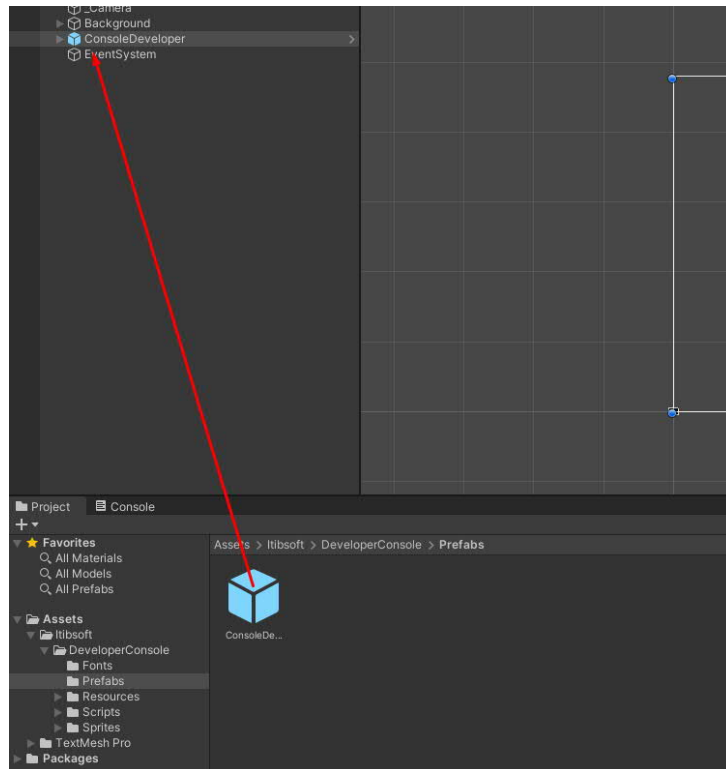 _Camera
Background
ConsoleDeveloper
EventSystem
Project Console
Favorites
All Materials
All Models
All Prefabs
Assets
Itibsoft
DeveloperConsole
Fonts
Prefabs
Resources
Scripts
Sprites
TextMesh Pro
Packages
Assets > Itibsoft > DeveloperConsole > Prefabs
ConsoleDe...